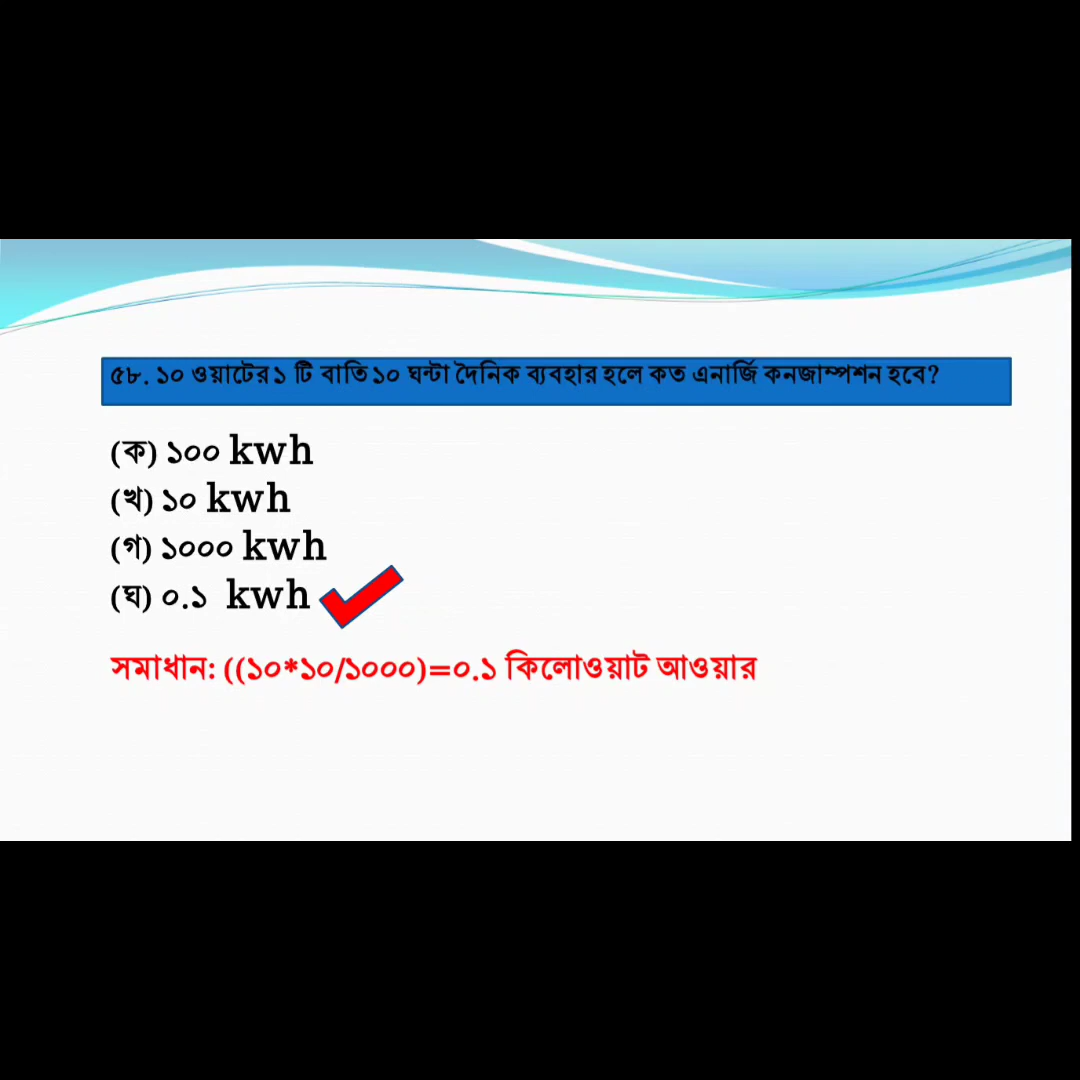 ৫৮. ১০ ওয়াটের ১ টি বাতি ১০ ঘন্টা দৈনিক ব্যবহার হলে কত এনার্জি কনজাম্পশন হবে?
(ক) ১০০ kwh
(খ) ১০ kwh
(গ) ১০০০ kwh
(ঘ) ০.১ kwh
সমাধান: ((১০*১০/১০০০)=০.১ কিলোওয়াট আওয়ার